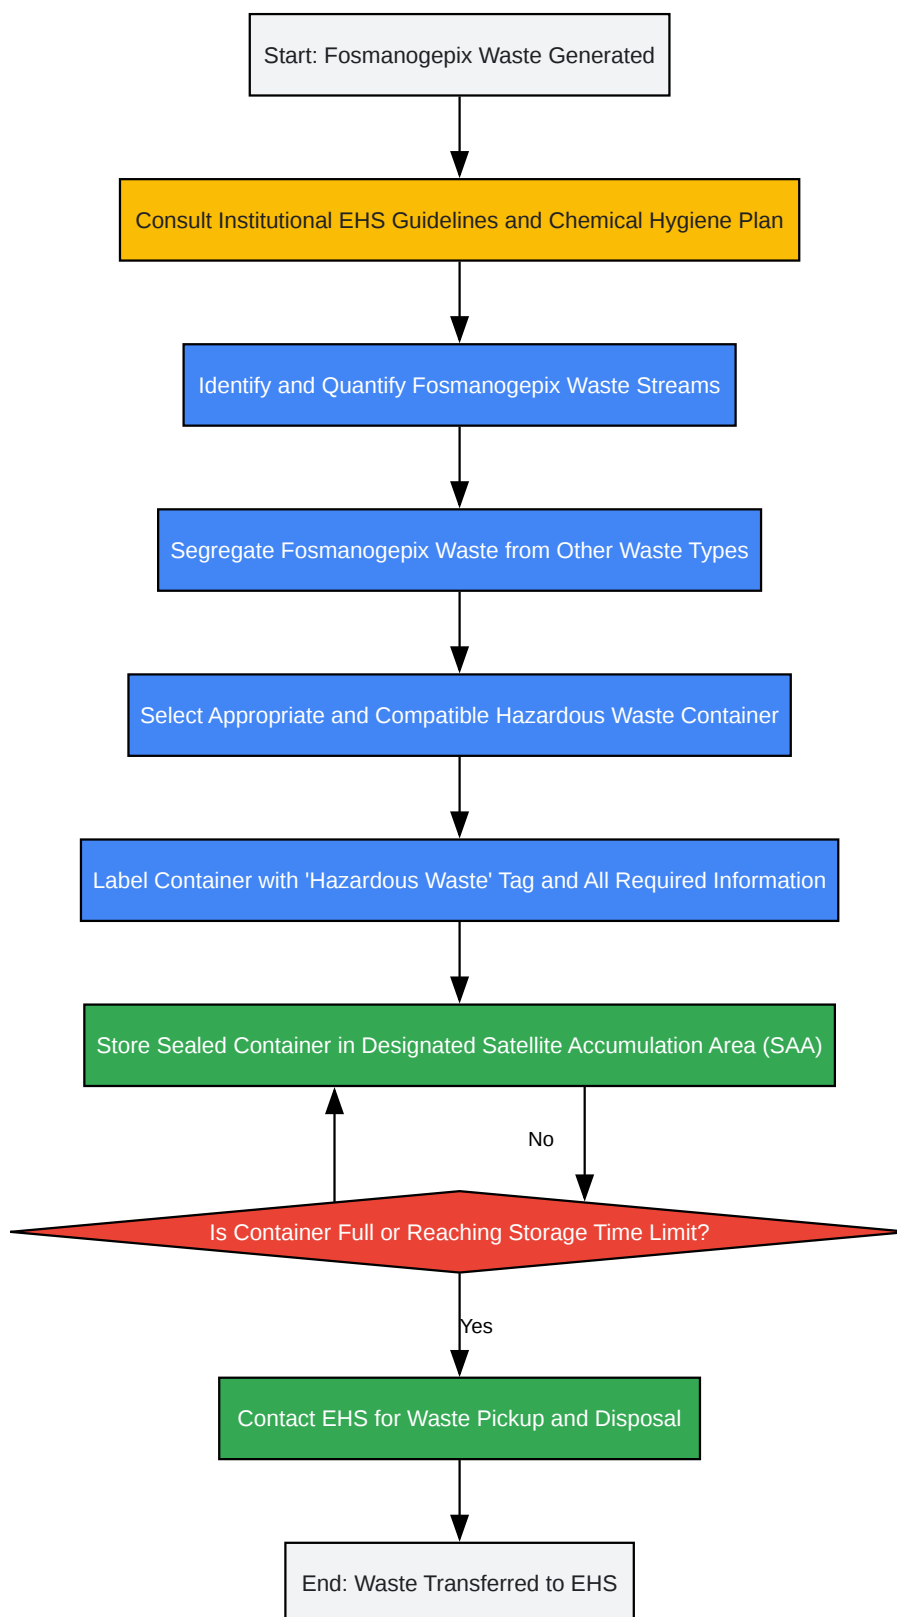 Start: Fosmanogepix Waste Generated
Consult Institutional EHS Guidelines and Chemical Hygiene Plan
Identify and Quantify Fosmanogepix Waste Streams
Segregate Fosmanogepix Waste from Other Waste Types
Select Appropriate and Compatible Hazardous Waste Container
Label Container with 'Hazardous Waste' Tag and All Required Information
Store Sealed Container in Designated Satellite Accumulation Area (SAA)
No
Is Container Full or Reaching Storage Time Limit?
Yes
Contact EHS for Waste Pickup and Disposal
End: Waste Transferred to EHS